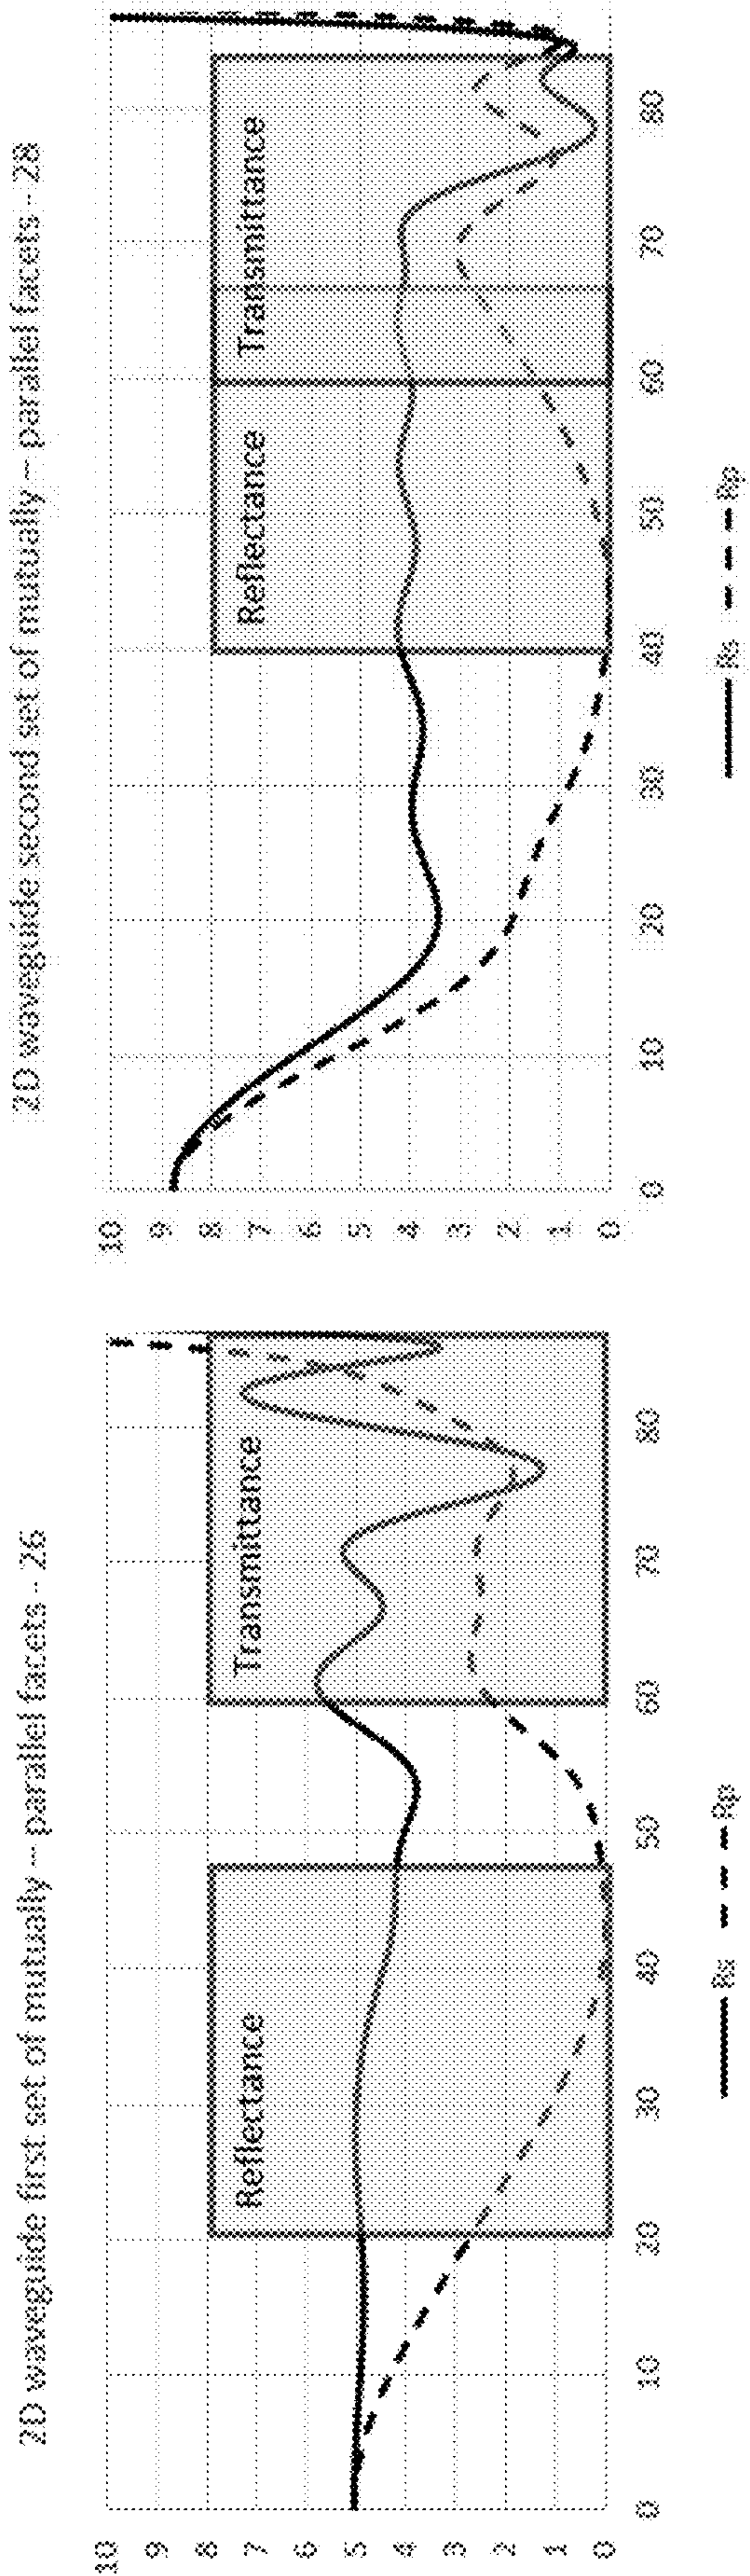 2D waveguide first set of mutually – parallel facets - 26
10
9
8
7
6
5
4
3
2
1
0
Reflectance
Transmittance
0 10 20 30 40 50 60 70 80
Rs Rp
2D waveguide second set of mutually – parallel facets - 28
10
9
8
7
6
5
4
3
2
1
0
Reflectance
Transmittance
0 10 20 30 40 50 60 70 80
Rs Rp